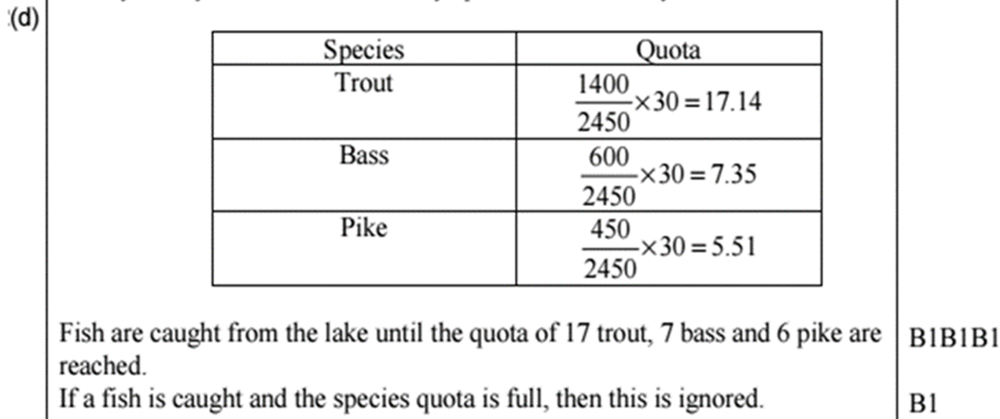 (d)
Species Quota
Trout 1400/2450 ×30 = 17.14
Bass 600/2450 ×30 = 7.35
Pike 450/2450 ×30 = 5.51
Fish are caught from the lake until the quota of 17 trout, 7 bass and 6 pike are B1B1B1
reached.
If a fish is caught and the species quota is full, then this is ignored. B1